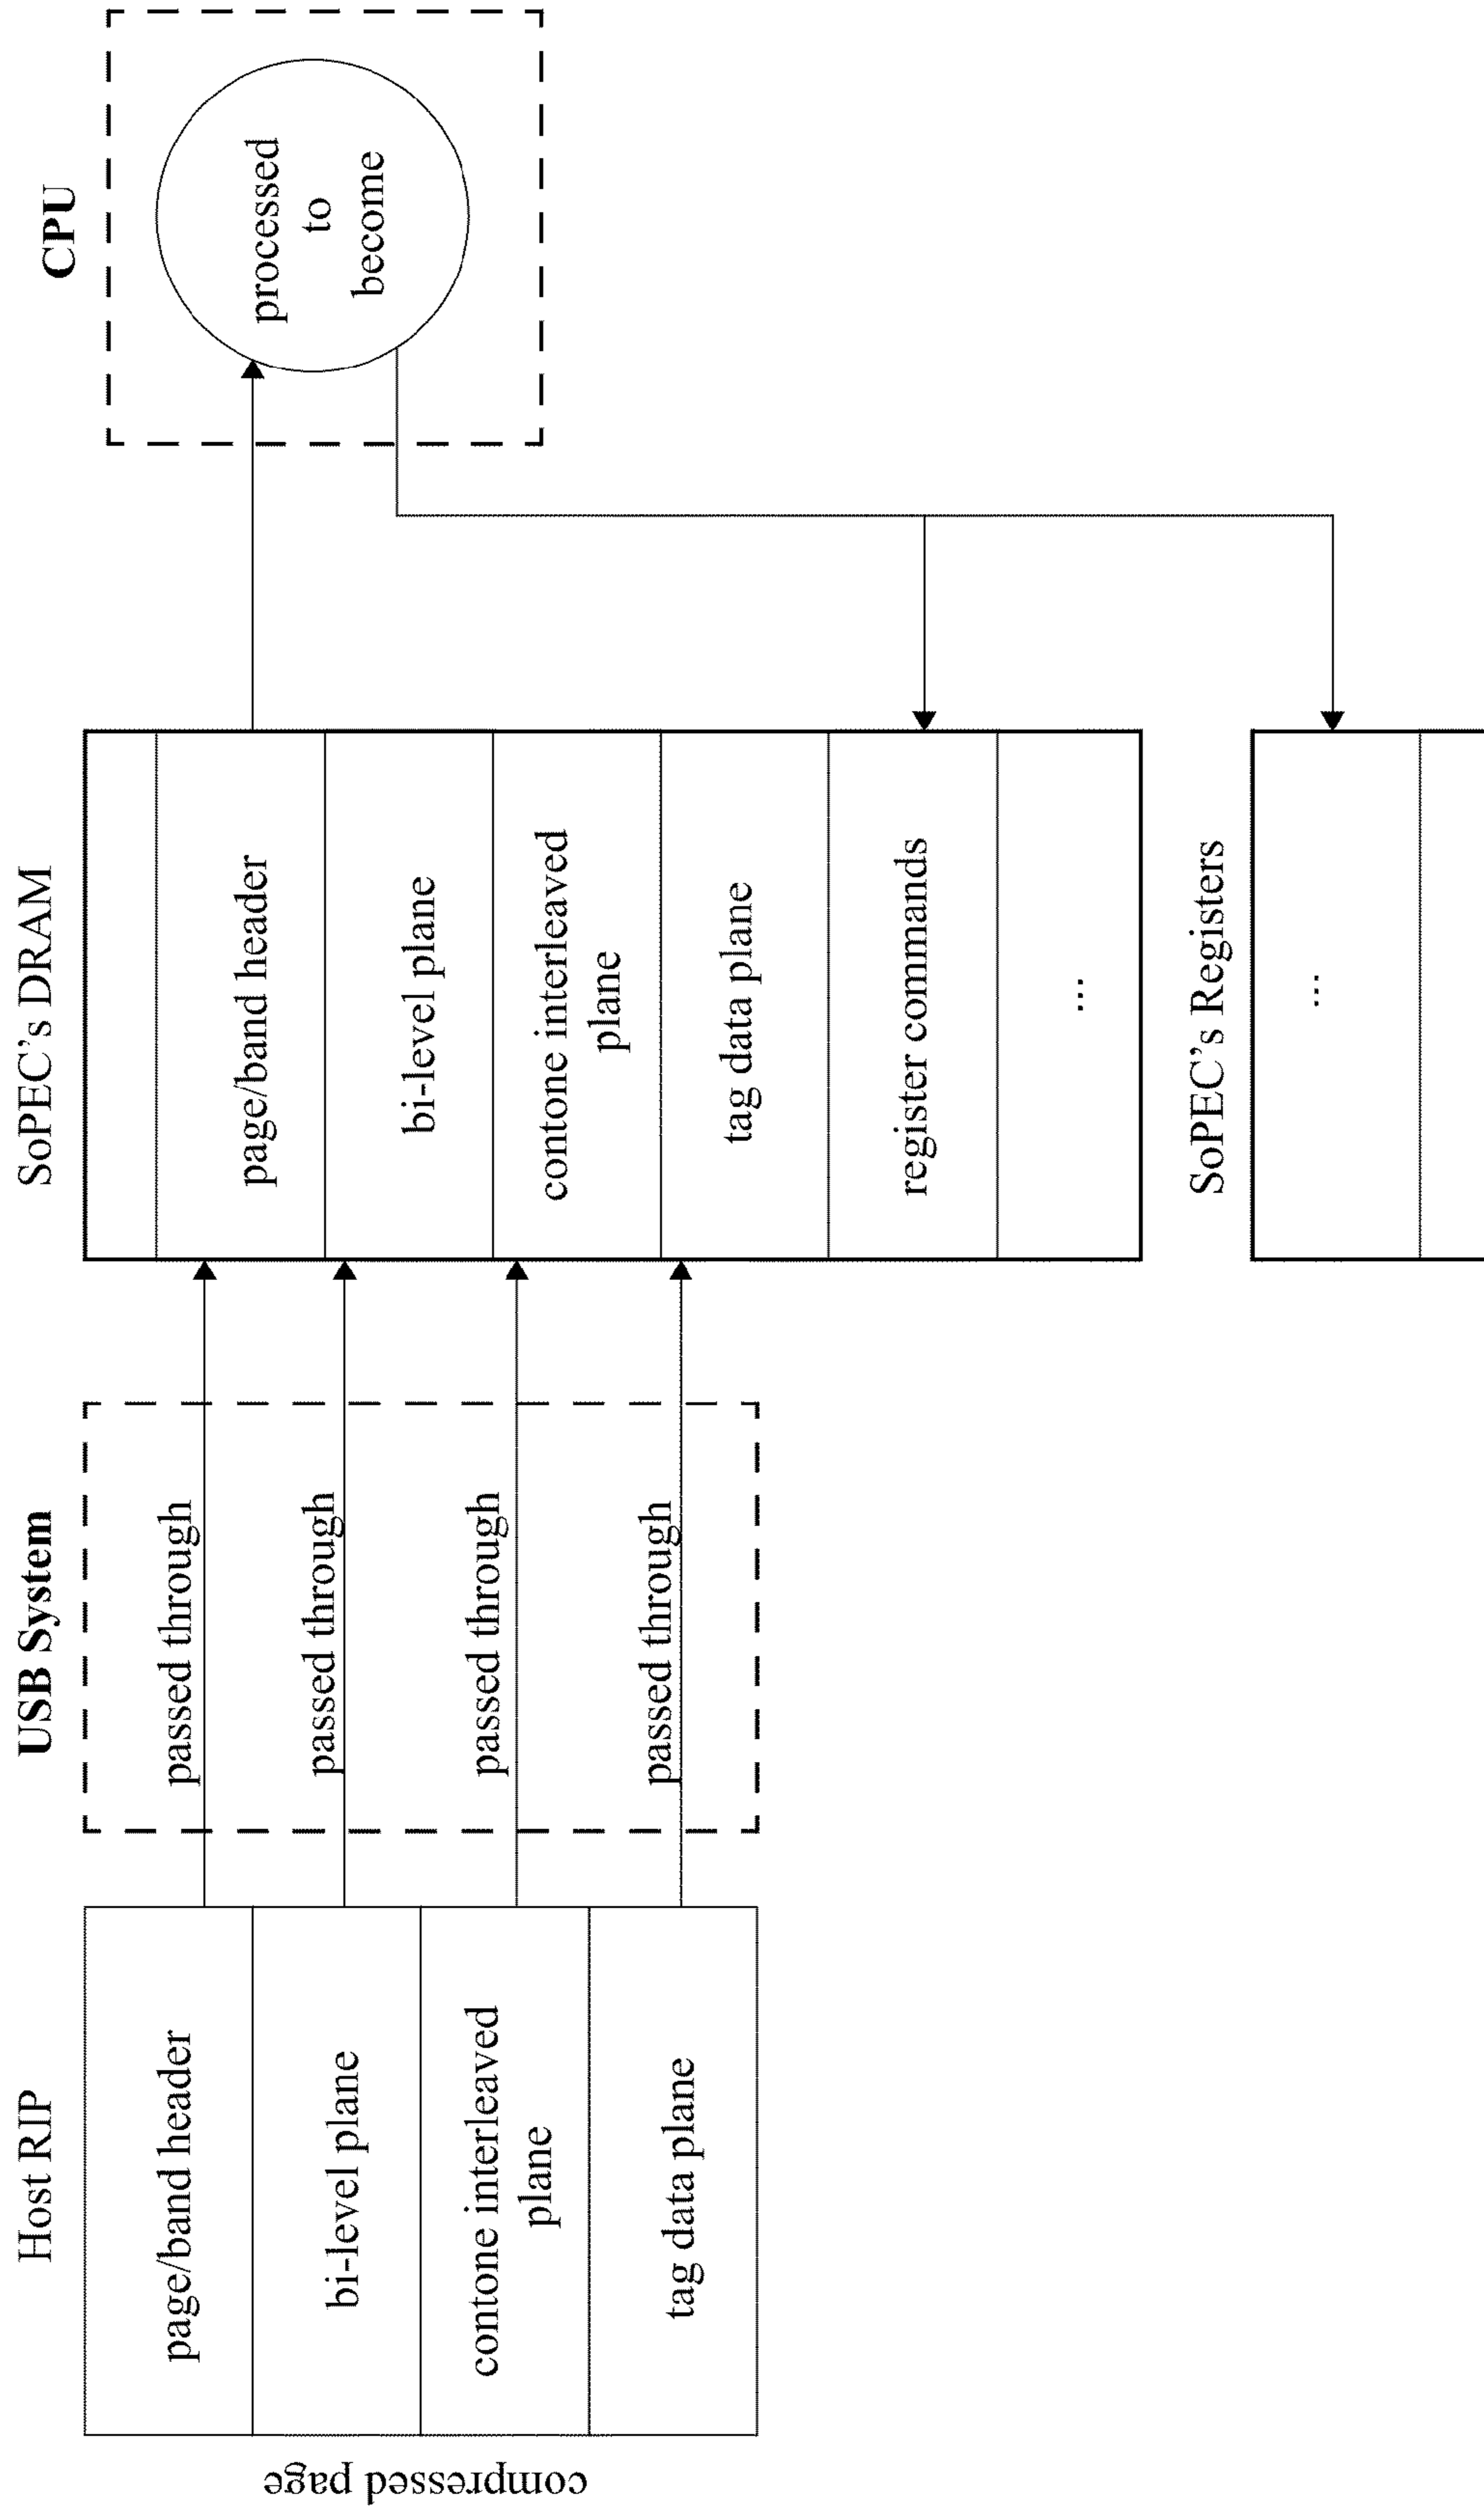 Host RIP
compressed page
page/band header
bi-level plane
contone interleaved
plane
tag data plane
USB System
passed through
passed through
passed through
passed through
SoPEC’s DRAM
page/band header
bi-level plane
contone interleaved
plane
tag data plane
register commands
...
SoPEC’s Registers
...
CPU
processed
to
become